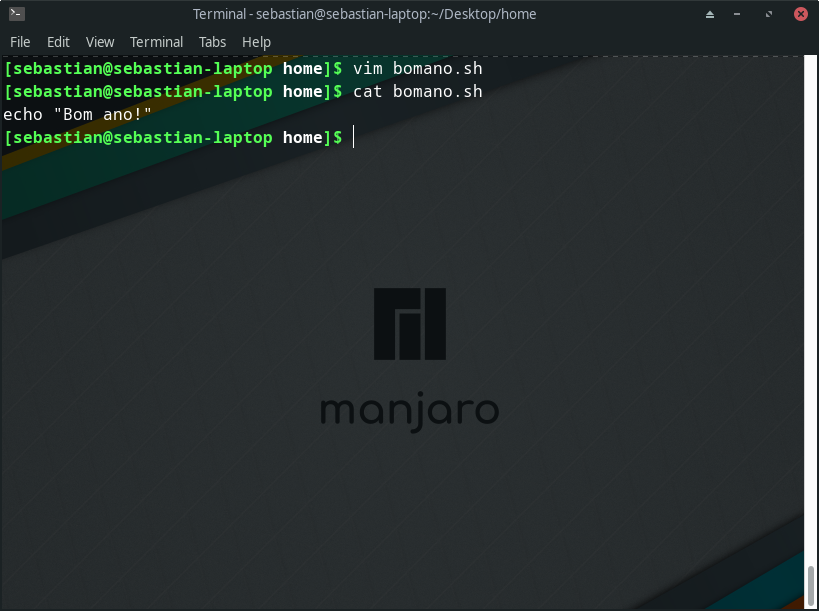 Terminal - sebastian@sebastian-laptop:~/Desktop/home
File Edit View Terminal Tabs Help
[sebastian@sebastian-laptop home]$ vim bomano.sh
[sebastian@sebastian-laptop home]$ cat bomano.sh
echo "Bom ano!"
[sebastian@sebastian-laptop home]$
manjaro